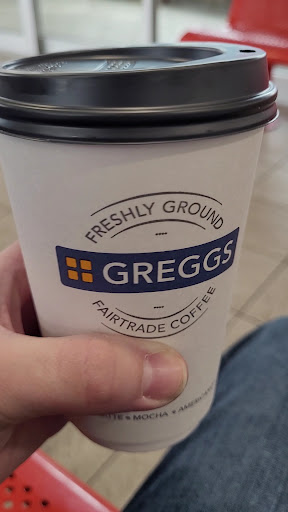 FRESHLY GROUND
GREGGS
FAIRTRADE COFFEE
MOCHA •